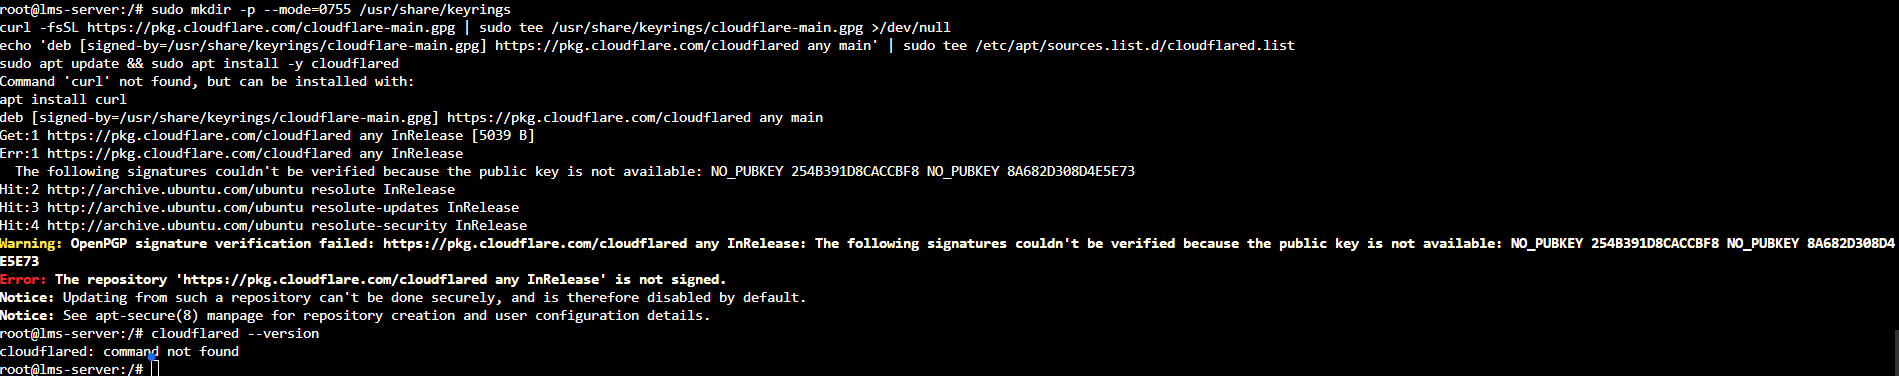 root@lms-server:/# sudo mkdir -p --mode=0755 /usr/share/keyrings
curl -fsSL https://pkg.cloudflare.com/cloudflare-main.gpg | sudo tee /usr/share/keyrings/cloudflare-main.gpg >/dev/null
echo 'deb [signed-by=/usr/share/keyrings/cloudflare-main.gpg] https://pkg.cloudflare.com/cloudflared any main' | sudo tee /etc/apt/sources.list.d/cloudflared.list
sudo apt update && sudo apt install -y cloudflared
Command 'curl' not found, but can be installed with:
apt install curl
deb [signed-by=/usr/share/keyrings/cloudflare-main.gpg] https://pkg.cloudflare.com/cloudflared any main
Get:1 https://pkg.cloudflare.com/cloudflared any InRelease [5039 B]
Err:1 https://pkg.cloudflare.com/cloudflared any InRelease
  The following signatures couldn't be verified because the public key is not available: NO_PUBKEY 254B391D8CACCBF8 NO_PUBKEY 8A682D308D4E5E73
Hit:2 http://archive.ubuntu.com/ubuntu resolute InRelease
Hit:3 http://archive.ubuntu.com/ubuntu resolute-updates InRelease
Hit:4 http://archive.ubuntu.com/ubuntu resolute-security InRelease
Warning: OpenPGP signature verification failed: https://pkg.cloudflare.com/cloudflared any InRelease: The following signatures couldn't be verified because the public key is not available: NO_PUBKEY 254B391D8CACCBF8 NO_PUBKEY 8A682D308D4
E5E73
Error: The repository 'https://pkg.cloudflare.com/cloudflared any InRelease' is not signed.
Notice: Updating from such a repository can't be done securely, and is therefore disabled by default.
Notice: See apt-secure(8) manpage for repository creation and user configuration details.
root@lms-server:/# cloudflared --version
cloudflared: command not found
root@lms-server:/#